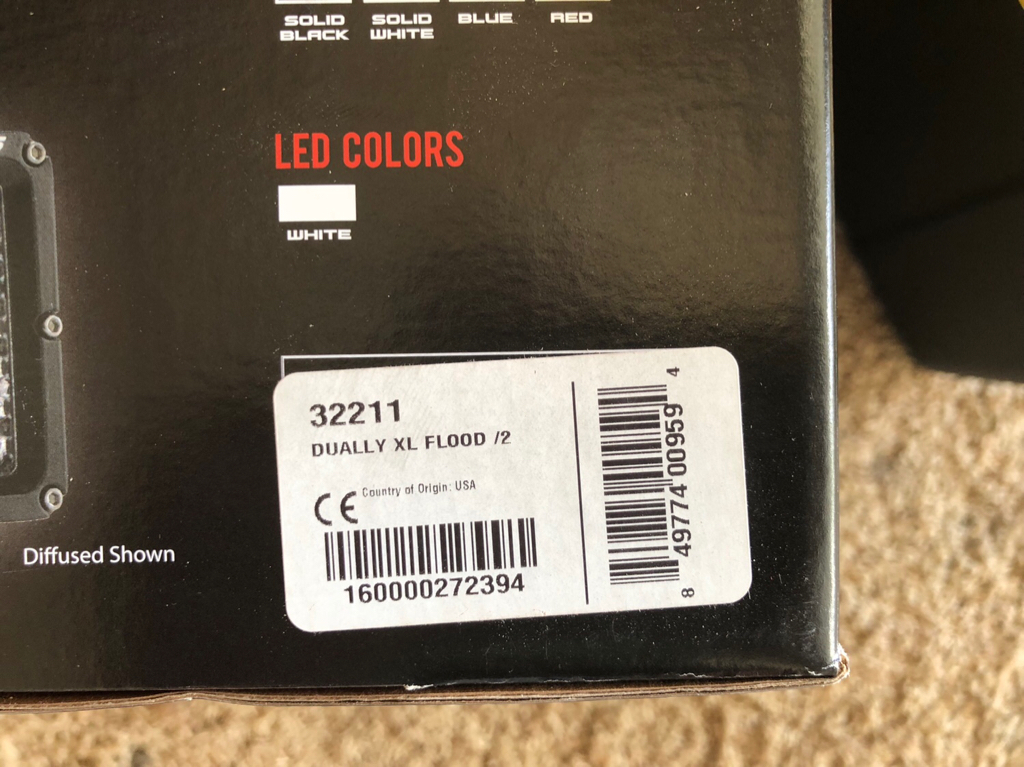 SOLID BLACK
SOLID WHITE
BLUE
RED
LED COLORS
WHITE
32211
DUALLY XL FLOOD /2
CE Country of Origin: USA
160000272394
8 49774 00959 4
Diffused Shown